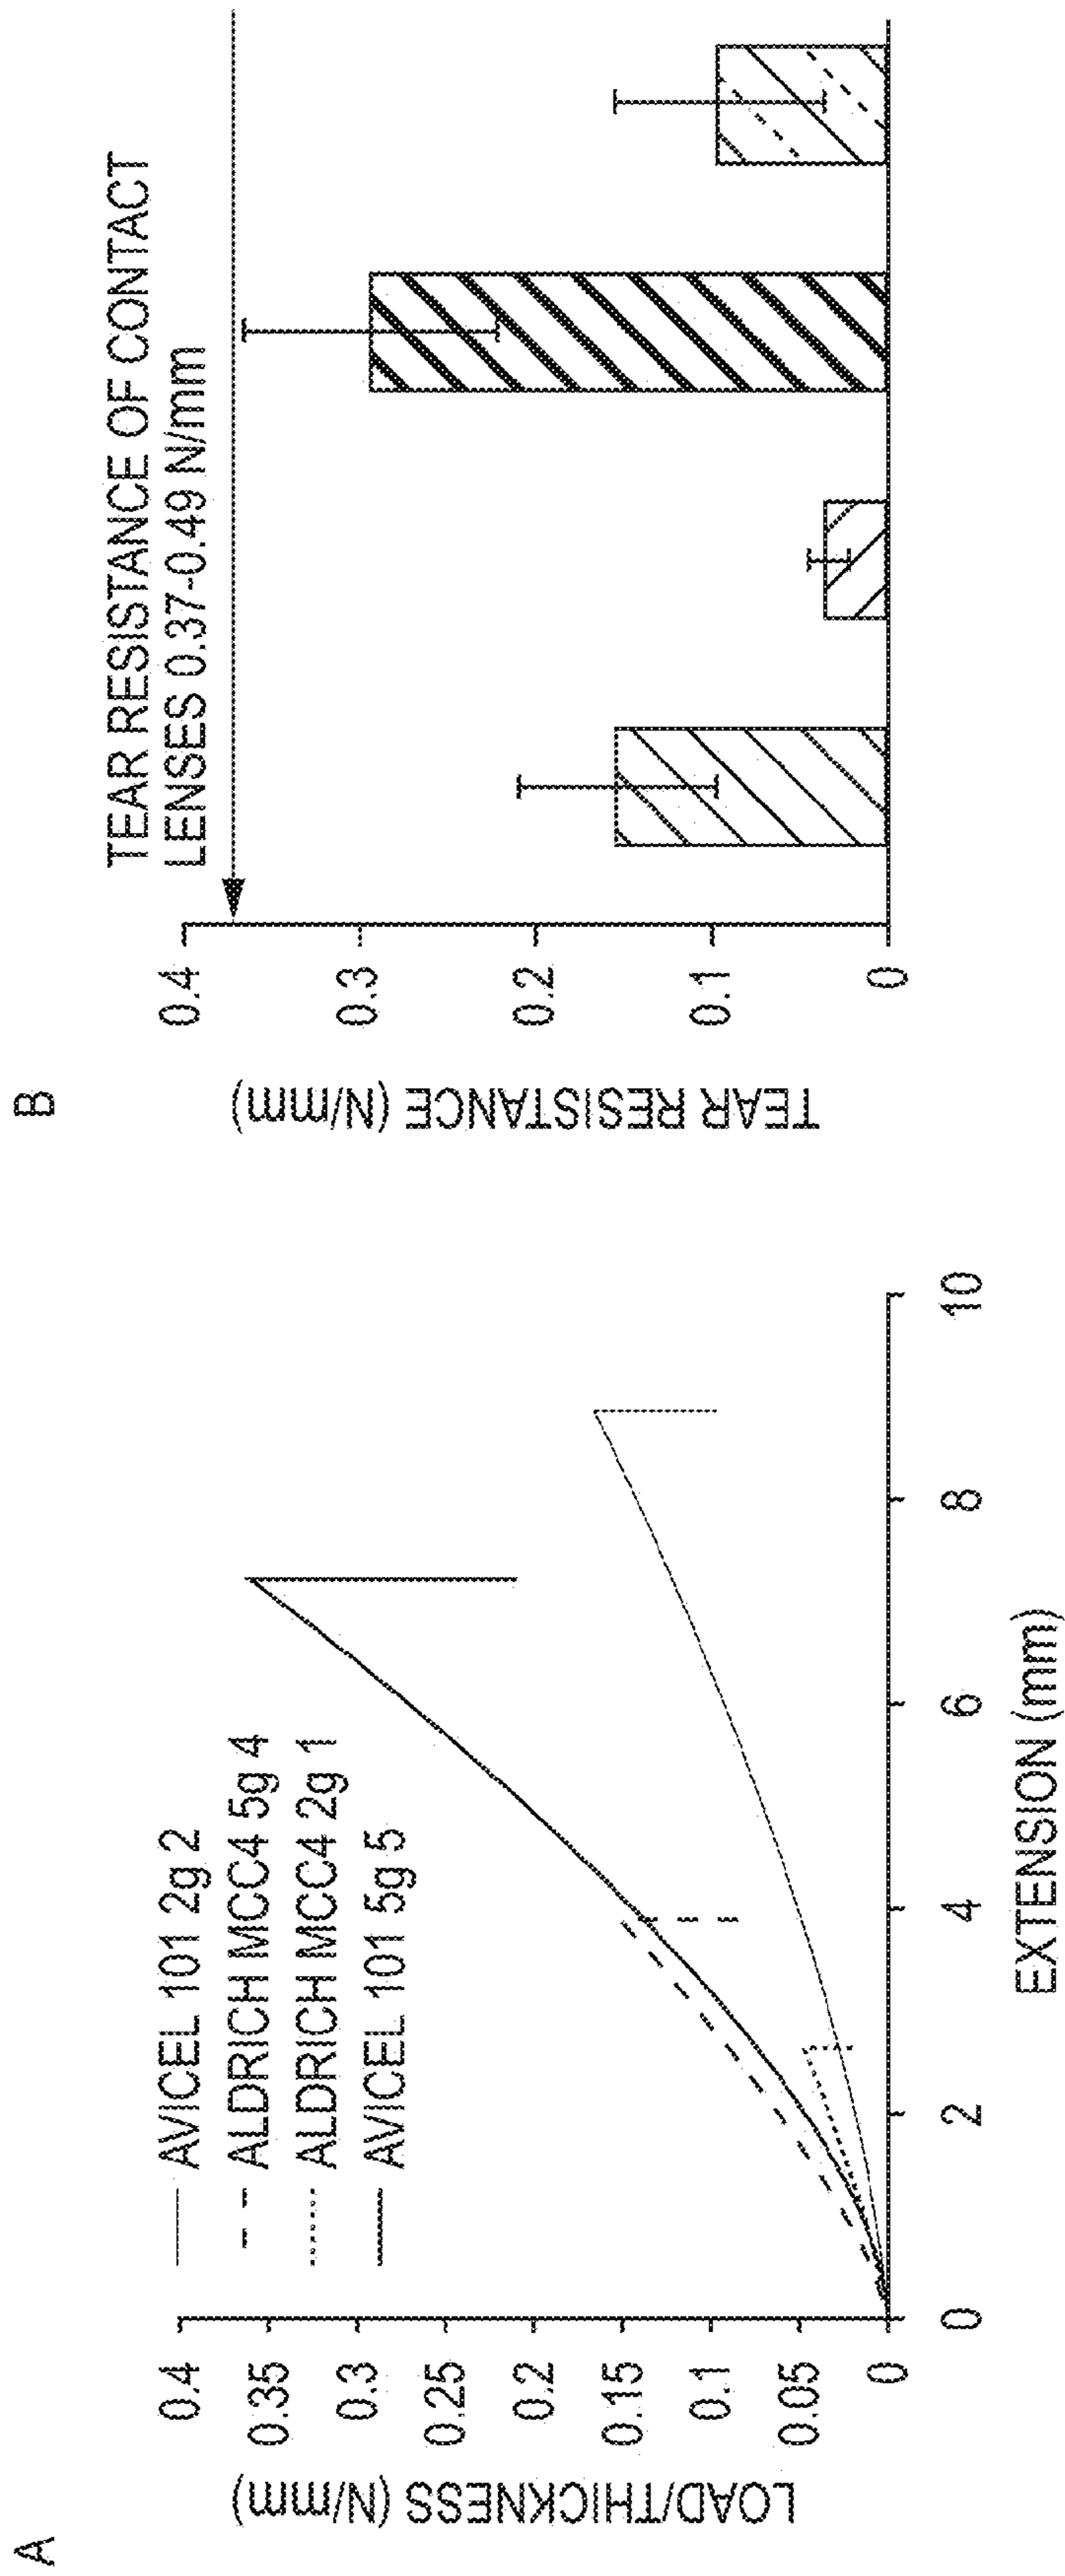 A
LOAD/THICKNESS (N/mm)
0.4
0.35
0.3
0.25
0.2
0.15
0.1
0.05
0
AVICEL 101 2g 2
ALDRICH MCC4 5g 4
ALDRICH MCC4 2g 1
AVICEL 101 5g 5
0 2 4 6 8 10
EXTENSION (mm)
B
TEAR RESISTANCE (N/mm)
0.4
0.3
0.2
0.1
0
TEAR RESISTANCE OF CONTACT
LENSES 0.37-0.49 N/mm